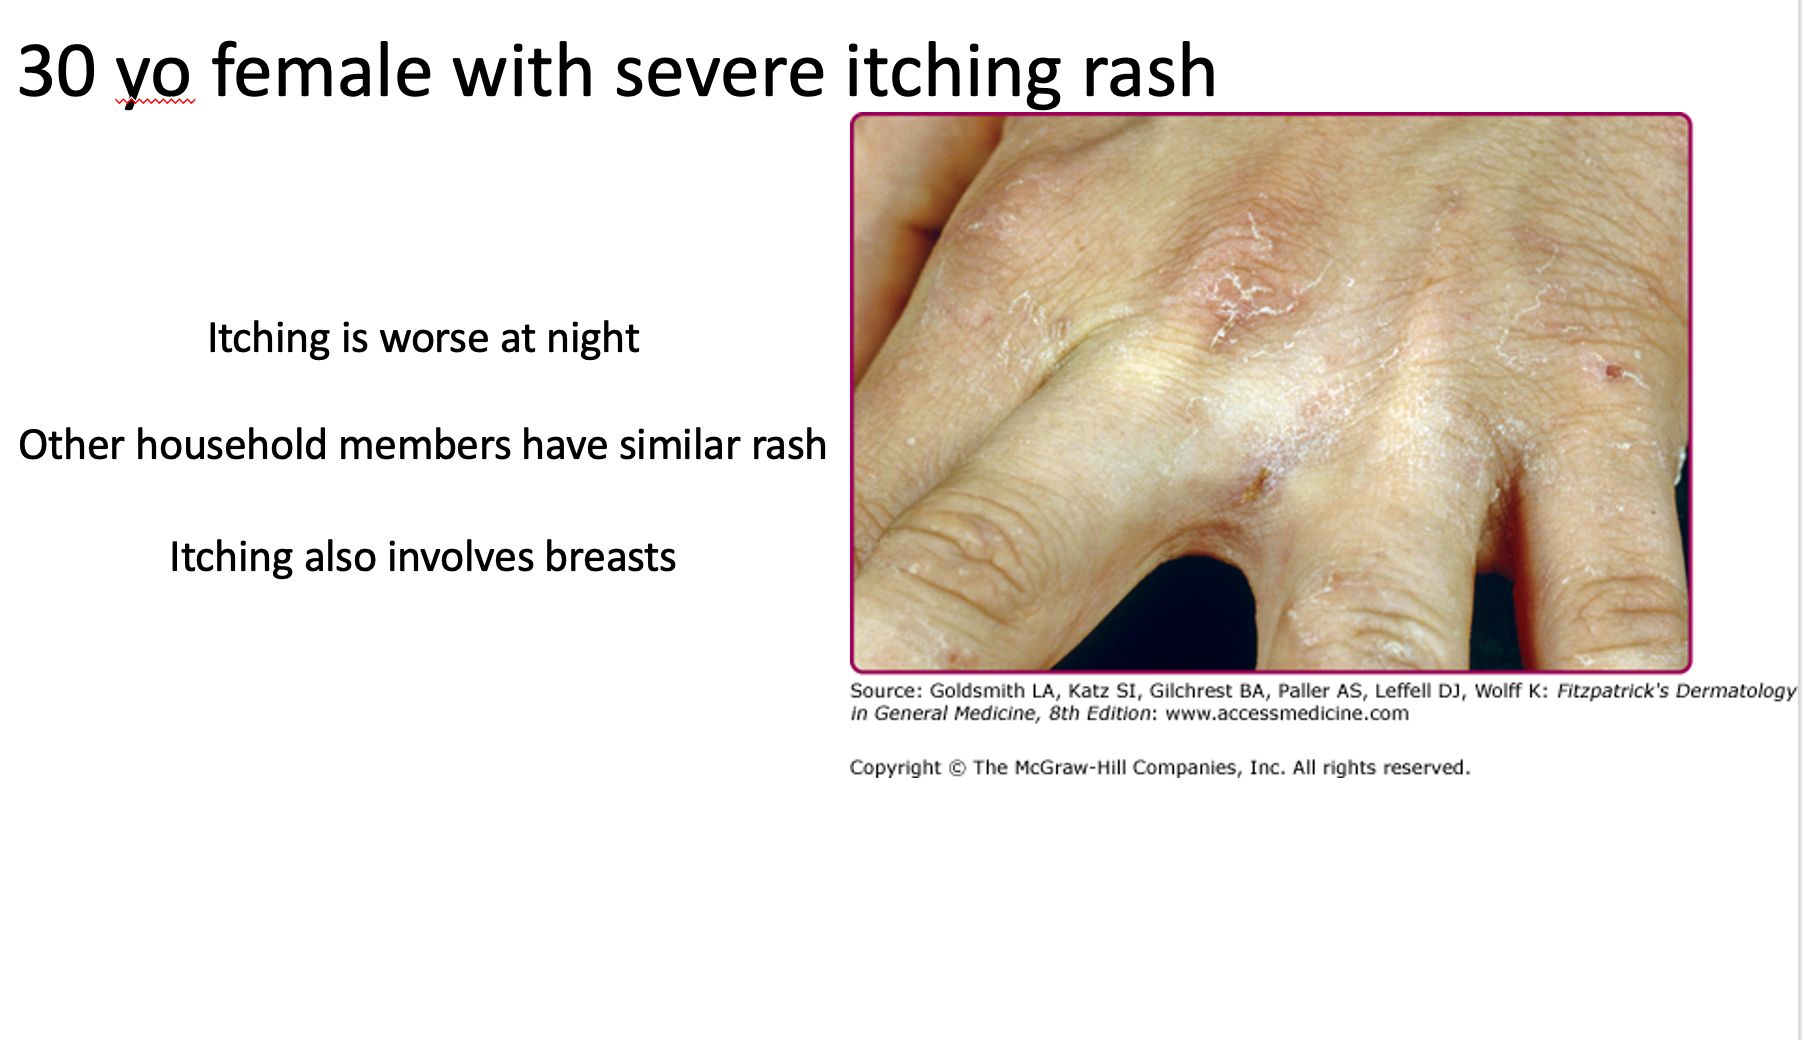 30 yo female with severe itching rash
Itching is worse at night
Other household members have similar rash
Itching also involves breasts
Source: Goldsmith LA, Katz SI, Gilchrest BA, Paller AS, Leffell DJ, Wolff K: Fitzpatrick's Dermatology
in General Medicine, 8th Edition: www.accessmedicine.com
Copyright © The McGraw-Hill Companies, Inc. All rights reserved.